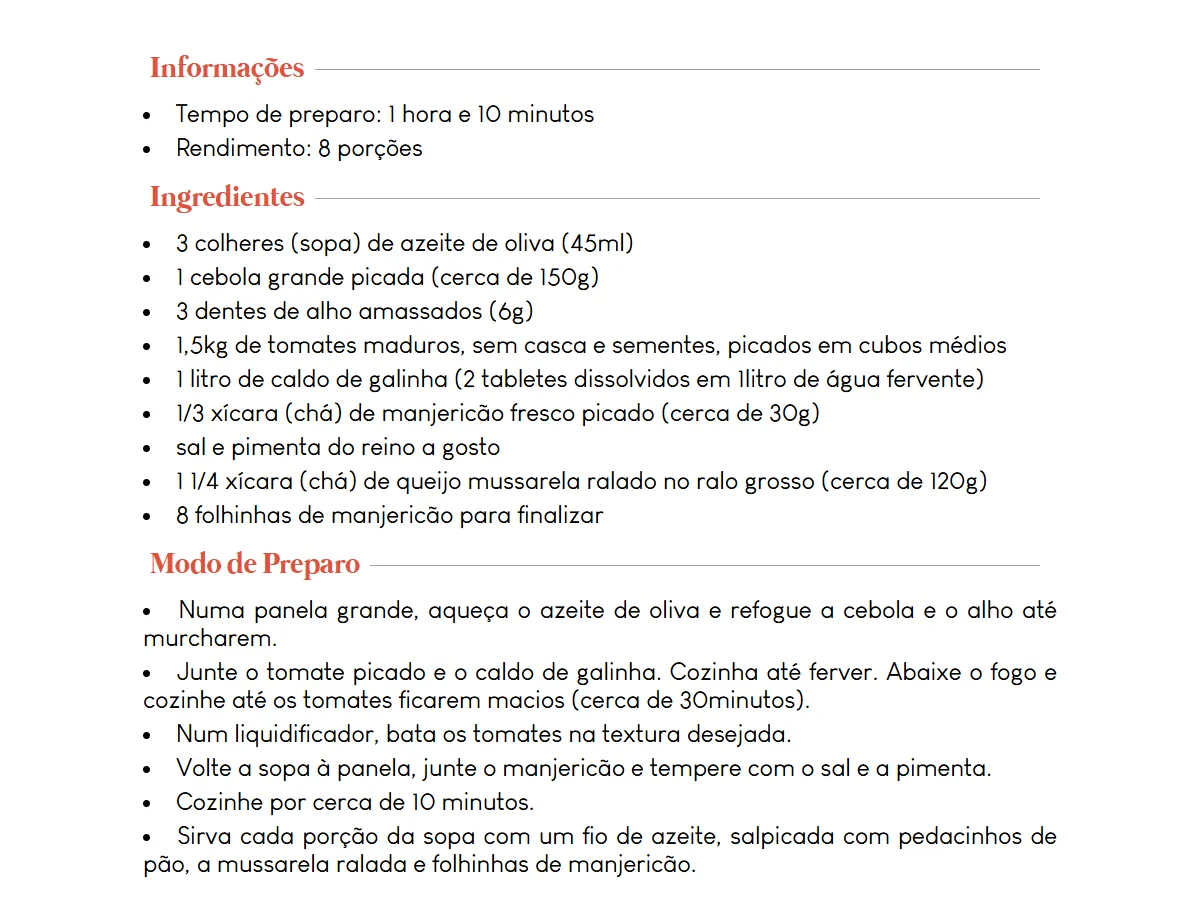 Informações
• Tempo de preparo: 1 hora e 10 minutos
• Rendimento: 8 porções
Ingredientes
• 3 colheres (sopa) de azeite de oliva (45ml)
• 1 cebola grande picada (cerca de 150g)
• 3 dentes de alho amassados (6g)
• 1,5kg de tomates maduros, sem casca e sementes, picados em cubos médios
• 1 litro de caldo de galinha (2 tabletes dissolvidos em 1litro de água fervente)
• 1/3 xícara (chá) de manjericão fresco picado (cerca de 30g)
• sal e pimenta do reino a gosto
• 1 1/4 xícara (chá) de queijo mussarela ralado no ralo grosso (cerca de 120g)
• 8 folhinhas de manjericão para finalizar
Modo de Preparo
• Numa panela grande, aqueça o azeite de oliva e refogue a cebola e o alho até
murcharem.
• Junte o tomate picado e o caldo de galinha. Cozinha até ferver. Abaixe o fogo e
cozinhe até os tomates ficarem macios (cerca de 30minutos).
• Num liquidificador, bata os tomates na textura desejada.
• Volte a sopa à panela, junte o manjericão e tempere com o sal e a pimenta.
• Cozinhe por cerca de 10 minutos.
• Sirva cada porção da sopa com um fio de azeite, salpicada com pedacinhos de
pão, a mussarela ralada e folhinhas de manjericão.